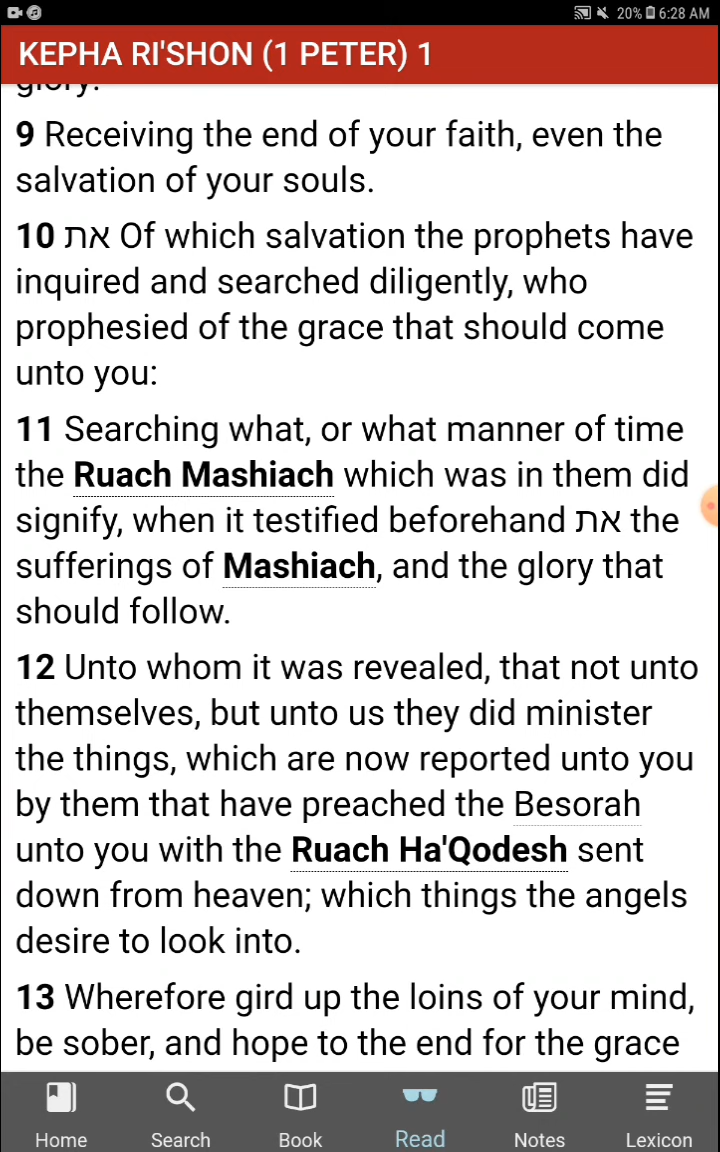 20% 6:28 AM
KEPHA RI'SHON (1 PETER) 1
glory:
9 Receiving the end of your faith, even the
salvation of your souls.
10 את Of which salvation the prophets have
inquired and searched diligently, who
prophesied of the grace that should come
unto you:
11 Searching what, or what manner of time
the Ruach Mashiach which was in them did
signify, when it testified beforehand את the
sufferings of Mashiach, and the glory that
should follow.
12 Unto whom it was revealed, that not unto
themselves, but unto us they did minister
the things, which are now reported unto you
by them that have preached the Besorah
unto you with the Ruach Ha'Qodesh sent
down from heaven; which things the angels
desire to look into.
13 Wherefore gird up the loins of your mind,
be sober, and hope to the end for the grace
Home Search Book Read Notes Lexicon